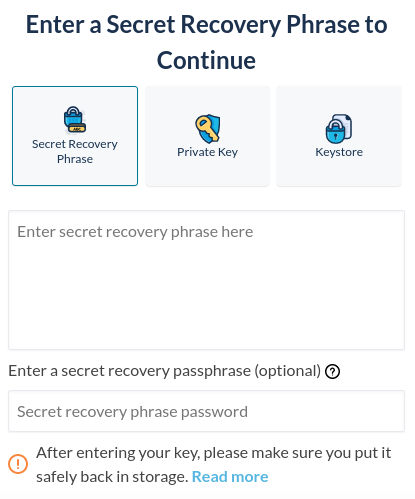 Enter a Secret Recovery Phrase to
Continue
Secret Recovery
Phrase
Private Key
Keystore
Enter secret recovery phrase here
Enter a secret recovery passphrase (optional)
Secret recovery phrase password
After entering your key, please make sure you put it
safely back in storage. Read more